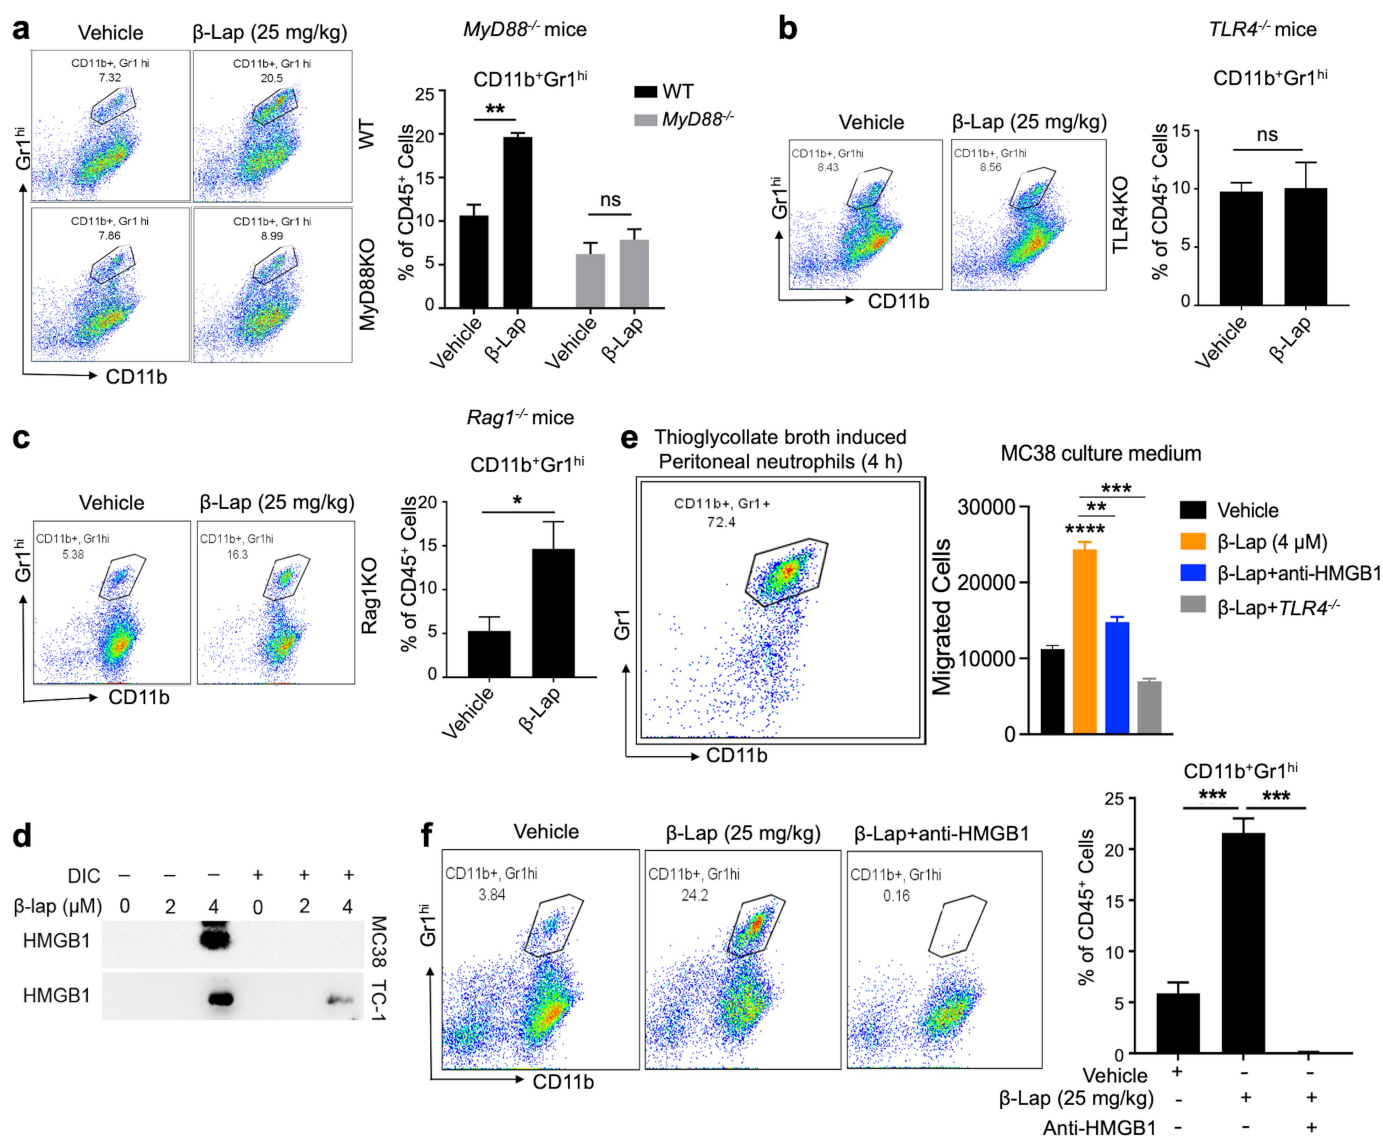 a
Vehicle
β-Lap (25 mg/kg)
CD11b+, Gr1 hi
7.32
CD11b+, Gr1 hi
20.5
WT
CD11b+, Gr1 hi
7.86
CD11b+, Gr1 hi
8.99
MyD88KO
Gr1hi
CD11b
MyD88-/- mice
CD11b+Gr1hi
WT
MyD88-/-
% of CD45+ Cells
25
20
15
10
5
0
**
ns
Vehicle
β-Lap
Vehicle
β-Lap
b
Vehicle
β-Lap (25 mg/kg)
CD11b+, Gr1hi
8.43
CD11b+, Gr1hi
8.56
TLR4KO
Gr1hi
CD11b
TLR4-/- mice
CD11b+Gr1hi
% of CD45+ Cells
15
10
5
0
ns
Vehicle
β-Lap
c
Vehicle
β-Lap (25 mg/kg)
CD11b+, Gr1hi
5.38
CD11b+, Gr1hi
16.3
Rag1KO
Gr1hi
CD11b
Rag1-/- mice
CD11b+Gr1hi
% of CD45+ Cells
20
15
10
5
0
*
Vehicle
β-Lap
e
Thioglycollate broth induced
Peritoneal neutrophils (4 h)
CD11b+, Gr1+
72.4
Gr1
CD11b
MC38 culture medium
Migrated Cells
30000
20000
10000
0
***
**
****
Vehicle
β-Lap (4 µM)
β-Lap+anti-HMGB1
β-Lap+TLR4-/-
d
DIC − − − + + +
β-lap (µM) 0 2 4 0 2 4
HMGB1
MC38
HMGB1
TC-1
f
Vehicle
β-Lap (25 mg/kg)
β-Lap+anti-HMGB1
CD11b+, Gr1hi
3.84
CD11b+, Gr1hi
24.2
CD11b+, Gr1hi
0.16
Gr1hi
CD11b
CD11b+Gr1hi
% of CD45+ Cells
25
20
15
10
5
0
***
***
Vehicle + - -
β-Lap (25 mg/kg) - + +
Anti-HMGB1 - - +